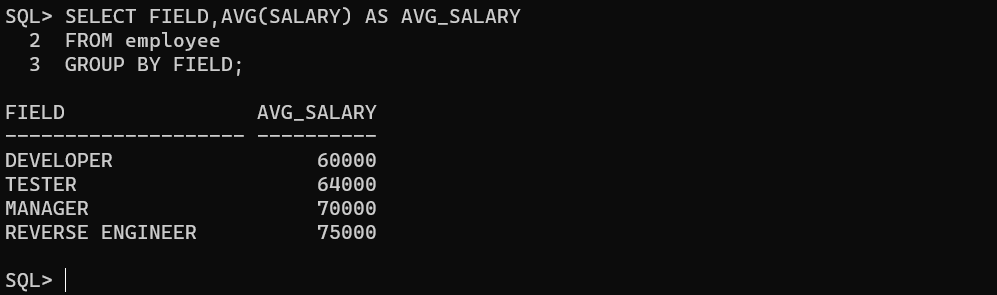 SQL> SELECT FIELD,AVG(SALARY) AS AVG_SALARY
  2  FROM employee
  3  GROUP BY FIELD;

FIELD                AVG_SALARY
-------------------- ----------
DEVELOPER                 60000
TESTER                    64000
MANAGER                   70000
REVERSE ENGINEER          75000

SQL>